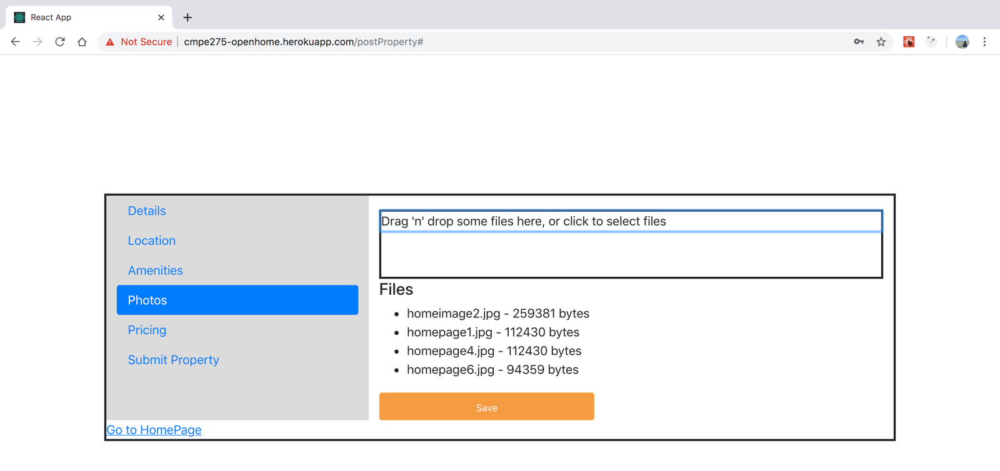 React App
Not Secure cmpe275-openhome.herokuapp.com/postProperty#
Details
Location
Amenities
Photos
Pricing
Submit Property
Go to HomePage
Drag 'n' drop some files here, or click to select files
Files
• homeimage2.jpg - 259381 bytes
• homepage1.jpg - 112430 bytes
• homepage4.jpg - 112430 bytes
• homepage6.jpg - 94359 bytes
Save